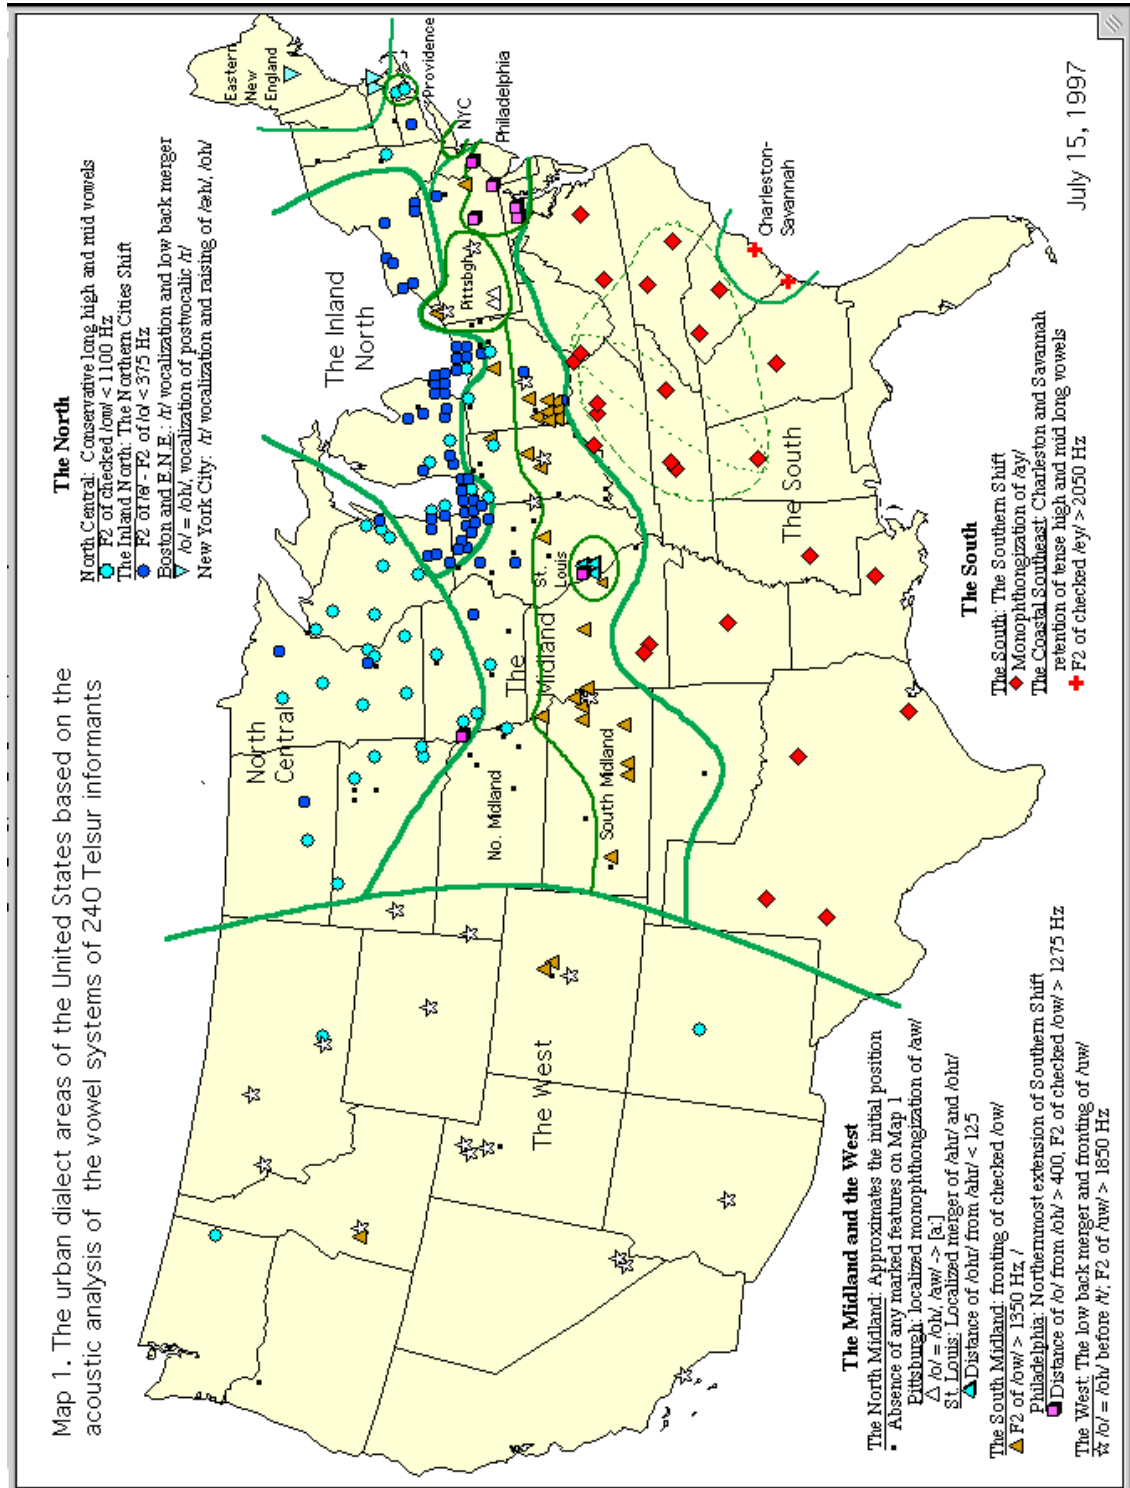 Map 1. The urban dialect areas of the United States based on the
acoustic analysis of the vowel systems of 240 Telsur informants
The North
North Central: Conservative long high and mid vowels
F2 of checked /ow/ < 1100 Hz
The Inland North: The Northern Cities Shift
F2 of /e/ - F2 of /o/ < 375 Hz
Boston and E.N.E.: /r/ vocalization and low back merger
/o/ = /oh/, vocalization of postvocalic /r/
New York City: /r/ vocalization and raising of /æh/, /oh/
Eastern
New
England
Providence
NYC
Philadelphia
The Inland
North
Pittsbgh
North
Central
The
Midland
No. Midland
South Midland
St.
Louis
The West
The South
Charleston-
Savannah
The Midland and the West
The North Midland: Approximates the initial position
Absence of any marked features on Map 1
Pittsburgh: localized monophthongization of /aw/
/o/ = /oh/, /aw/ -> [a:]
St. Louis: Localized merger of /ahr/ and /ohr/
Distance of /ohr/ from /ahr/ < 125
The South Midland: fronting of checked /ow/
F2 of /ow/ > 1350 Hz, /
Philadelphia: Northernmost extension of Southern Shift
Distance of /o/ from /oh/ > 400, F2 of checked /ow/ > 1275 Hz
The West: The low back merger and fronting of /uw/
/o/ = /oh/ before /t/; F2 of /uw/ > 1850 Hz
The South
The South: The Southern Shift
Monophthongization of /ay/
The Coastal Southeast: Charleston and Savannah
retention of tense high and mid long vowels
F2 of checked /ey/ > 2050 Hz
July 15, 1997